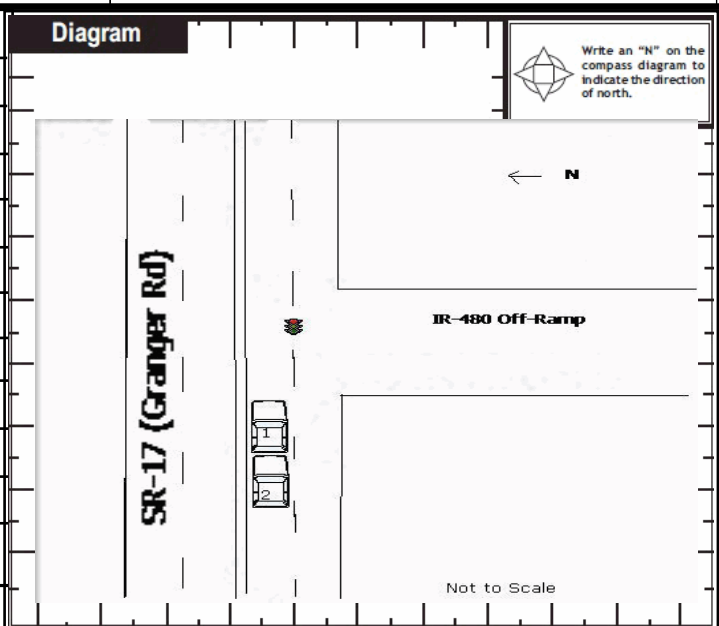 Diagram
Write an “N” on the
compass diagram to
indicate the direction
of north.
N
SR-17 (Granger Rd)
IR-480 Off-Ramp
1
2
Not to Scale